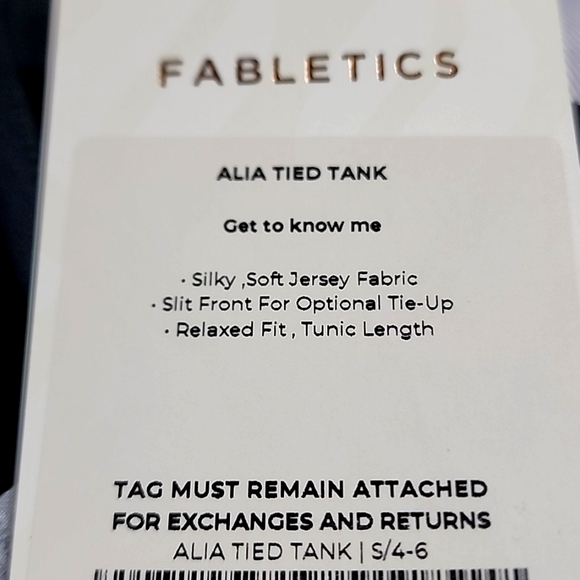 FABLETICS
ALIA TIED TANK
Get to know me
• Silky ,Soft Jersey Fabric
• Slit Front For Optional Tie-Up
• Relaxed Fit , Tunic Length
TAG MUST REMAIN ATTACHED
FOR EXCHANGES AND RETURNS
ALIA TIED TANK | S/4-6